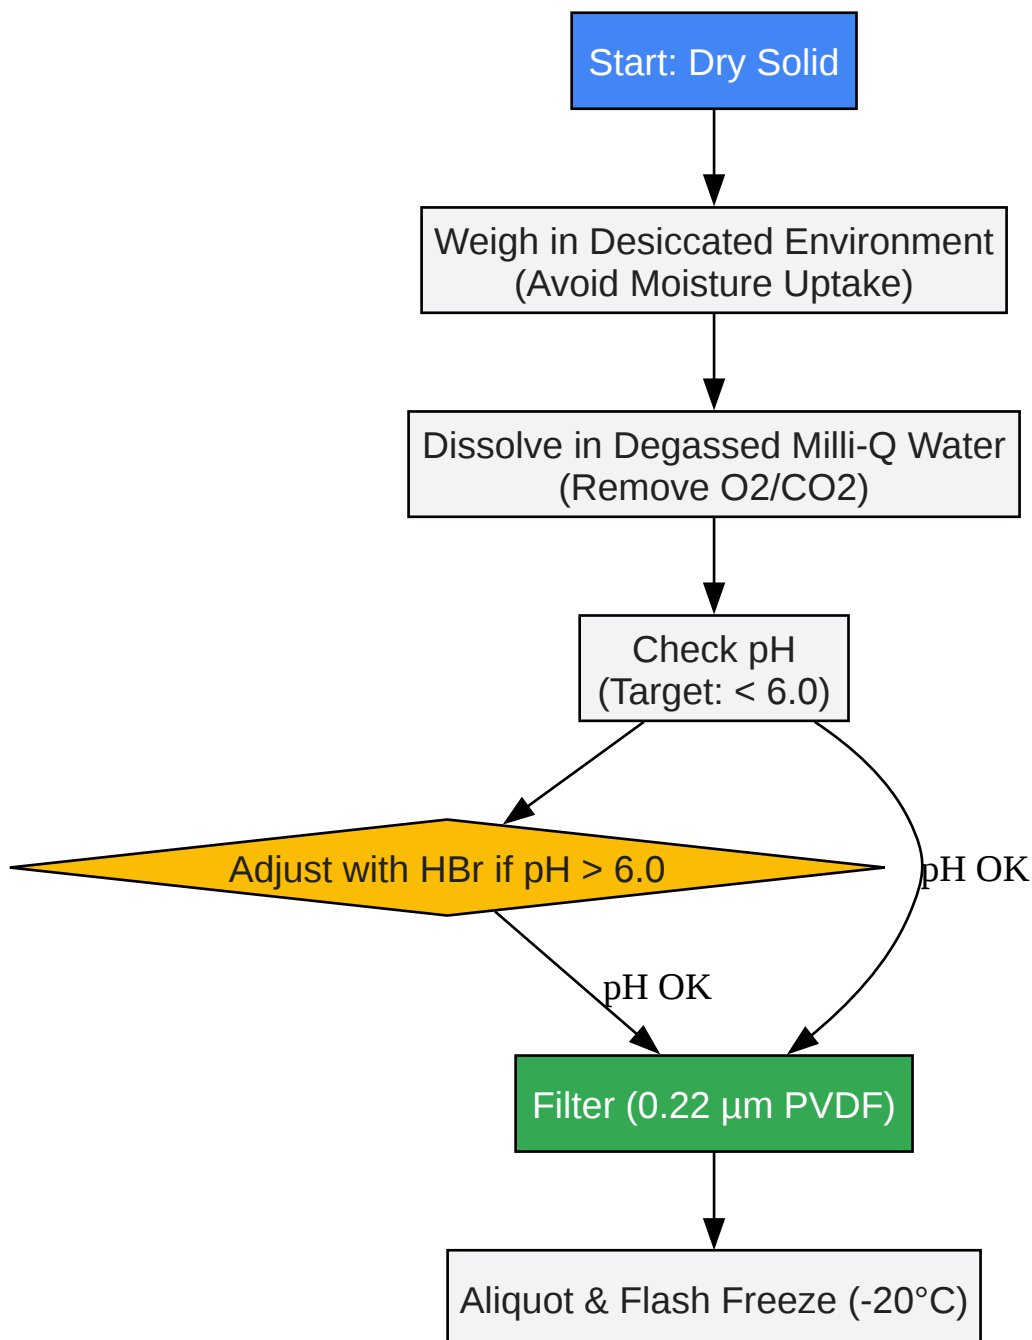 Start: Dry Solid
Weigh in Desiccated Environment
(Avoid Moisture Uptake)
Dissolve in Degassed Milli-Q Water
(Remove O2/CO2)
Check pH
(Target: < 6.0)
Adjust with HBr if pH > 6.0
pH OK
pH OK
Filter (0.22 µm PVDF)
Aliquot & Flash Freeze (-20°C)